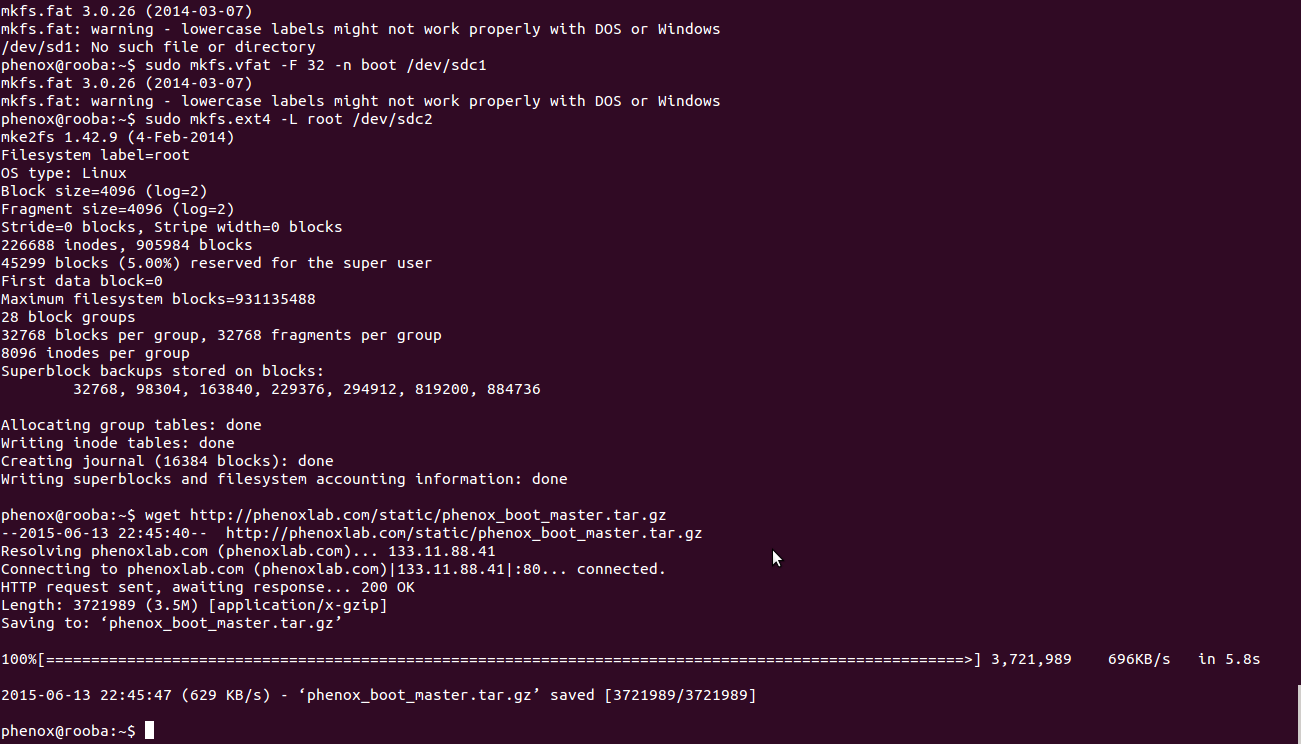 mkfs.fat 3.0.26 (2014-03-07)
mkfs.fat: warning - lowercase labels might not work properly with DOS or Windows
/dev/sd1: No such file or directory
phenox@rooba:~$ sudo mkfs.vfat -F 32 -n boot /dev/sdc1
mkfs.fat 3.0.26 (2014-03-07)
mkfs.fat: warning - lowercase labels might not work properly with DOS or Windows
phenox@rooba:~$ sudo mkfs.ext4 -L root /dev/sdc2
mke2fs 1.42.9 (4-Feb-2014)
Filesystem label=root
OS type: Linux
Block size=4096 (log=2)
Fragment size=4096 (log=2)
Stride=0 blocks, Stripe width=0 blocks
226688 inodes, 905984 blocks
45299 blocks (5.00%) reserved for the super user
First data block=0
Maximum filesystem blocks=931135488
28 block groups
32768 blocks per group, 32768 fragments per group
8096 inodes per group
Superblock backups stored on blocks:
        32768, 98304, 163840, 229376, 294912, 819200, 884736

Allocating group tables: done
Writing inode tables: done
Creating journal (16384 blocks): done
Writing superblocks and filesystem accounting information: done

phenox@rooba:~$ wget http://phenoxlab.com/static/phenox_boot_master.tar.gz
--2015-06-13 22:45:40--  http://phenoxlab.com/static/phenox_boot_master.tar.gz
Resolving phenoxlab.com (phenoxlab.com)... 133.11.88.41
Connecting to phenoxlab.com (phenoxlab.com)|133.11.88.41|:80... connected.
HTTP request sent, awaiting response... 200 OK
Length: 3721989 (3.5M) [application/x-gzip]
Saving to: ‘phenox_boot_master.tar.gz’

100%[======================================================================================================>] 3,721,989    696KB/s   in 5.8s

2015-06-13 22:45:47 (629 KB/s) - ‘phenox_boot_master.tar.gz’ saved [3721989/3721989]

phenox@rooba:~$